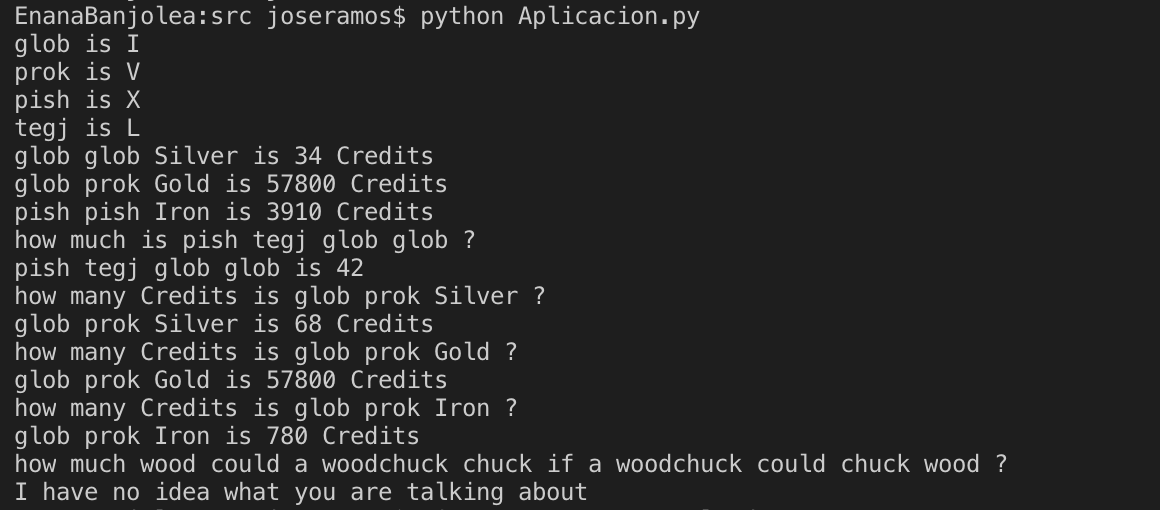 EnanaBanjolea:src joseramos$ python Aplicacion.py
glob is I
prok is V
pish is X
tegj is L
glob glob Silver is 34 Credits
glob prok Gold is 57800 Credits
pish pish Iron is 3910 Credits
how much is pish tegj glob glob ?
pish tegj glob glob is 42
how many Credits is glob prok Silver ?
glob prok Silver is 68 Credits
how many Credits is glob prok Gold ?
glob prok Gold is 57800 Credits
how many Credits is glob prok Iron ?
glob prok Iron is 780 Credits
how much wood could a woodchuck chuck if a woodchuck could chuck wood ?
I have no idea what you are talking about